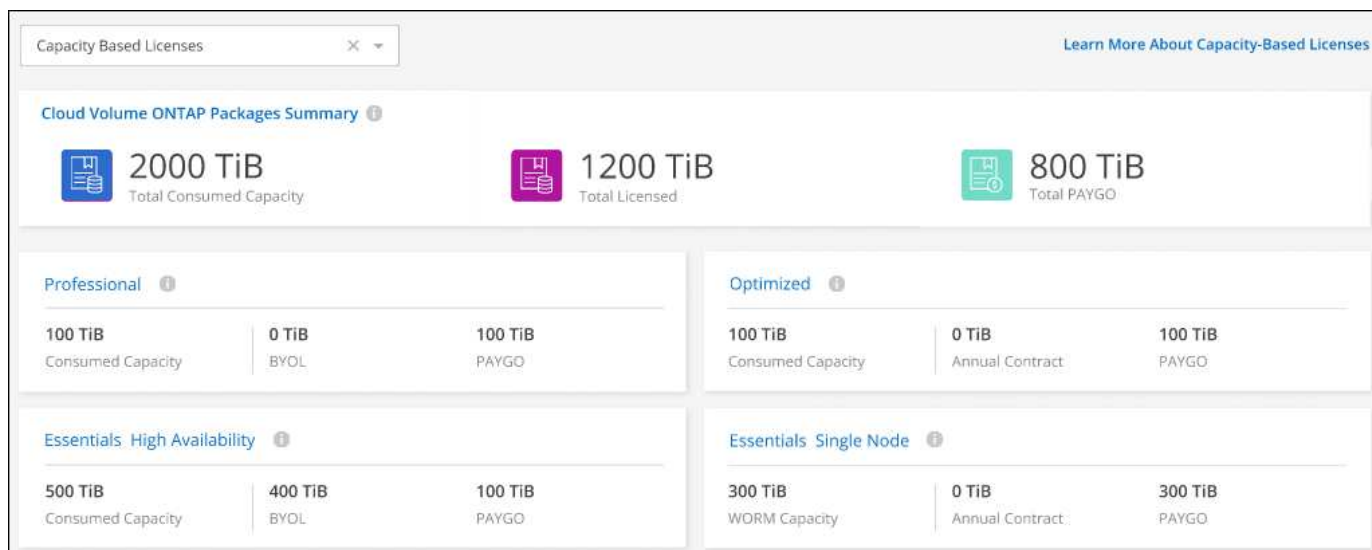 Capacity Based Licenses
Learn More About Capacity-Based Licenses
Cloud Volume ONTAP Packages Summary
2000 TiB
Total Consumed Capacity
1200 TiB
Total Licensed
800 TiB
Total PAYGO
Professional
100 TiB
Consumed Capacity
0 TiB
BYOL
100 TiB
PAYGO
Optimized
100 TiB
Consumed Capacity
0 TiB
Annual Contract
100 TiB
PAYGO
Essentials High Availability
500 TiB
Consumed Capacity
400 TiB
BYOL
100 TiB
PAYGO
Essentials Single Node
300 TiB
WORM Capacity
0 TiB
Annual Contract
300 TiB
PAYGO